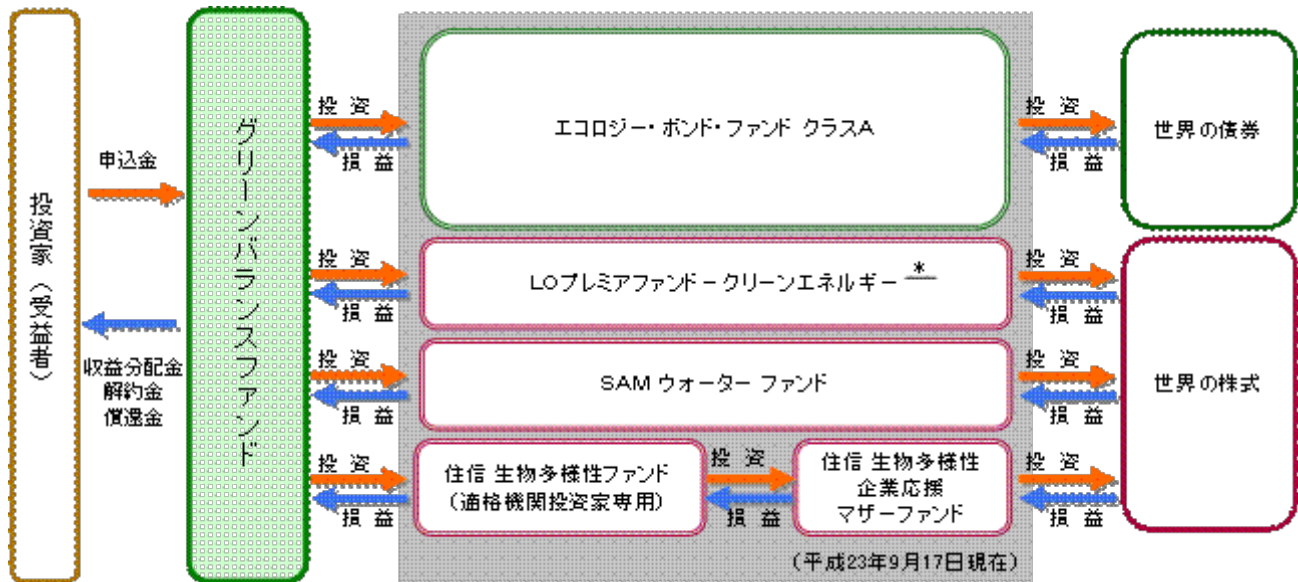 投資家（受益者）
申込金
収益分配金
解約金
償還金
グリーンバランスファンド
投資
損益
エコロジー・ボンド・ファンド クラスA
投資
損益
世界の債券
投資
損益
LOプレミアファンド－クリーンエネルギー *
投資
損益
投資
損益
SAM ウォーター ファンド
投資
損益
世界の株式
投資
損益
住信 生物多様性ファンド
（適格機関投資家専用）
投資
損益
住信 生物多様性
企業応援
マザーファンド
投資
損益
（平成23年9月17日現在）